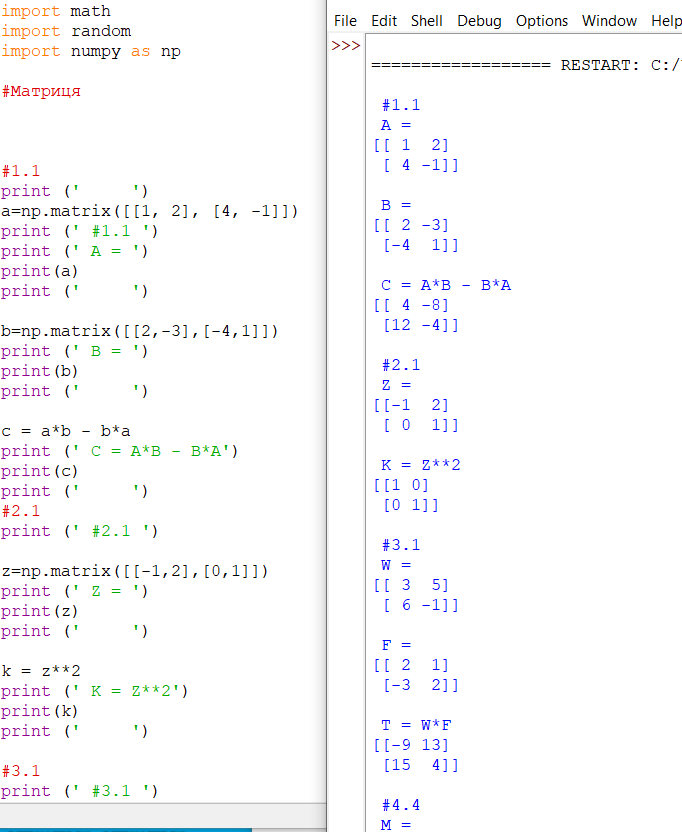 import math
import random
import numpy as np
#Матриця
#1.1
print (' ')
a=np.matrix([[1, 2], [4, -1]])
print (' #1.1 ')
print (' A = ')
print(a)
print (' ')
b=np.matrix([[2,-3],[-4,1]])
print (' B = ')
print(b)
print (' ')
c = a*b - b*a
print (' C = A*B - B*A')
print(c)
print (' ')
#2.1
print (' #2.1 ')
z=np.matrix([[-1,2],[0,1]])
print (' Z = ')
print(z)
print (' ')
k = z**2
print (' K = Z**2')
print(k)
print (' ')
#3.1
print (' #3.1 ')
File Edit Shell Debug Options Window Help
>>>
================== RESTART: C:/
#1.1
A =
[[ 1 2]
[ 4 -1]]
B =
[[ 2 -3]
[-4 1]]
C = A*B - B*A
[[ 4 -8]
[12 -4]]
#2.1
Z =
[[-1 2]
[ 0 1]]
K = Z**2
[[1 0]
[0 1]]
#3.1
W =
[[ 3 5]
[ 6 -1]]
F =
[[ 2 1]
[-3 2]]
T = W*F
[[-9 13]
[15 4]]
#4.4
M =